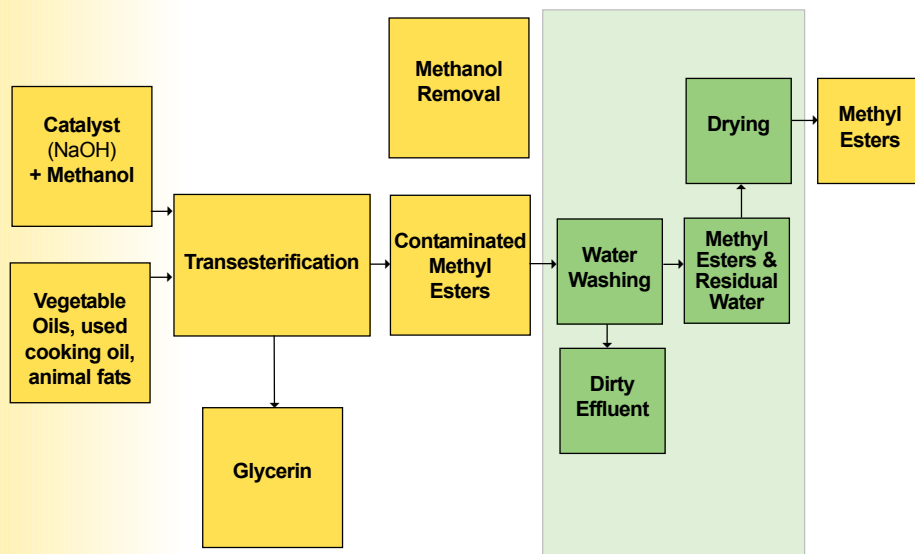 Catalyst
(NaOH)
+ Methanol
Vegetable
Oils, used
cooking oil,
animal fats
Transesterification
Glycerin
Methanol
Removal
Contaminated
Methyl
Esters
Water
Washing
Dirty
Effluent
Methyl
Esters &
Residual
Water
Drying
Methyl
Esters